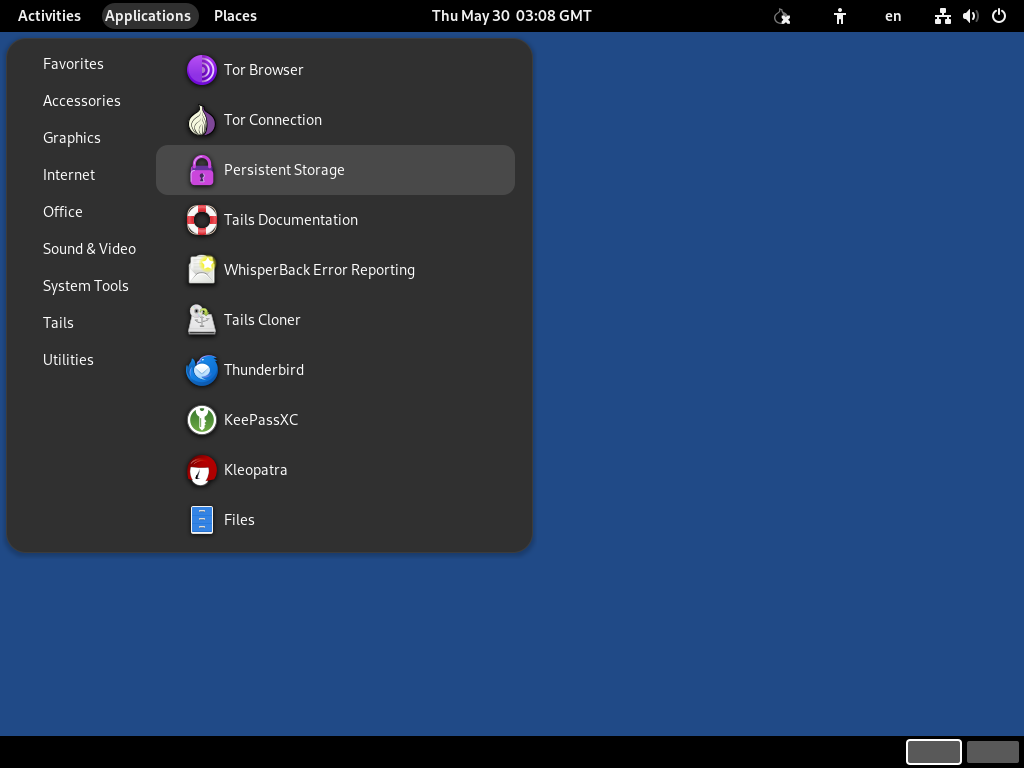 Activities Applications Places Thu May 30 03:08 GMT en
Favorites
Accessories
Graphics
Internet
Office
Sound & Video
System Tools
Tails
Utilities
Tor Browser
Tor Connection
Persistent Storage
Tails Documentation
WhisperBack Error Reporting
Tails Cloner
Thunderbird
KeePassXC
Kleopatra
Files